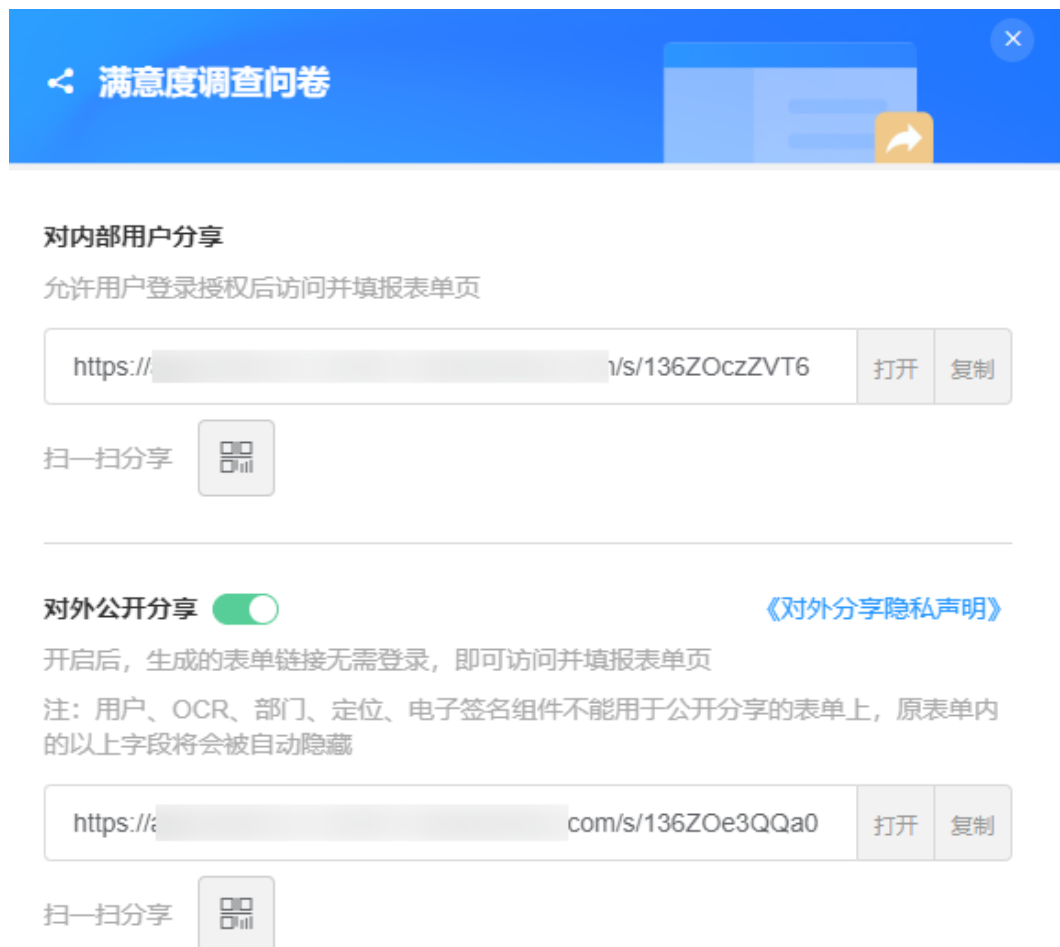 满意度调查问卷
对内部用户分享
允许用户登录授权后访问并填报表单页
https:// /s/136ZOczZVT6 打开 复制
扫一扫分享
对外公开分享 《对外分享隐私声明》
开启后，生成的表单链接无需登录，即可访问并填报表单页
注：用户、OCR、部门、定位、电子签名组件不能用于公开分享的表单上，原表单内
的以上字段将会被自动隐藏
https://a com/s/136ZOe3QQa0 打开 复制
扫一扫分享